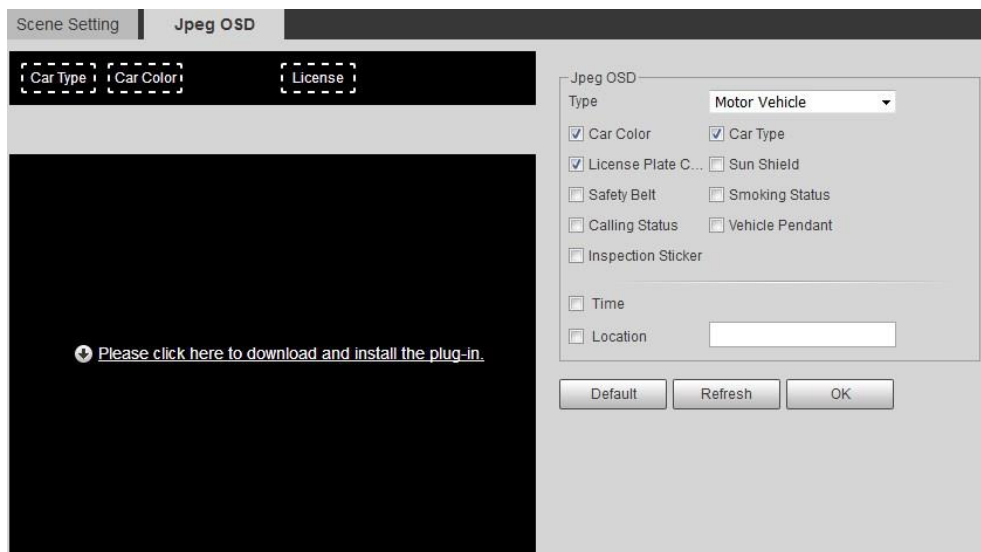 Scene Setting Jpeg OSD
Car Type Car Color License
Jpeg OSD
Type Motor Vehicle
Car Color Car Type
License Plate C... Sun Shield
Safety Belt Smoking Status
Calling Status Vehicle Pendant
Inspection Sticker
Time
Location
Please click here to download and install the plug-in.
Default Refresh OK